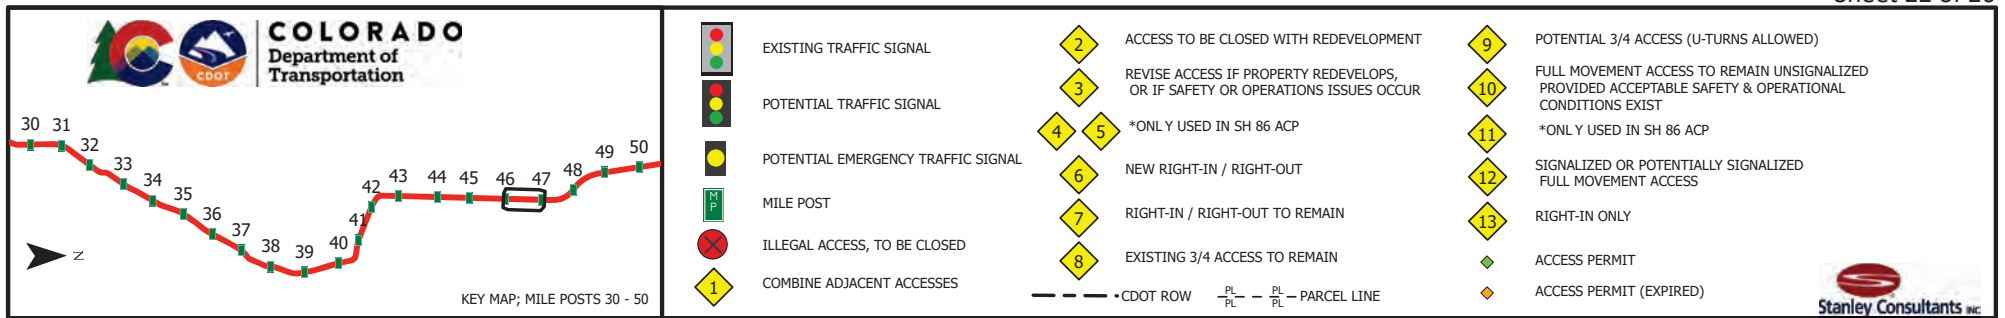 COLORADO
Department of
Transportation
CDOT
30 31
32
33
34
35
36
37
38
39
40
41
42
43
44
45
46
47
48
49
50
N
KEY MAP; MILE POSTS 30 - 50
EXISTING TRAFFIC SIGNAL
POTENTIAL TRAFFIC SIGNAL
POTENTIAL EMERGENCY TRAFFIC SIGNAL
M
P
MILE POST
ILLEGAL ACCESS, TO BE CLOSED
1 COMBINE ADJACENT ACCESSES
2 ACCESS TO BE CLOSED WITH REDEVELOPMENT
3 REVISE ACCESS IF PROPERTY REDEVELOPS,
OR IF SAFETY OR OPERATIONS ISSUES OCCUR
4 5 *ONLY USED IN SH 86 ACP
6 NEW RIGHT-IN / RIGHT-OUT
7 RIGHT-IN / RIGHT-OUT TO REMAIN
8 EXISTING 3/4 ACCESS TO REMAIN
CDOT ROW
PL PL
PL PL
PARCEL LINE
9 POTENTIAL 3/4 ACCESS (U-TURNS ALLOWED)
10 FULL MOVEMENT ACCESS TO REMAIN UNSIGNALIZED
PROVIDED ACCEPTABLE SAFETY & OPERATIONAL
CONDITIONS EXIST
11 *ONLY USED IN SH 86 ACP
12 SIGNALIZED OR POTENTIALLY SIGNALIZED
FULL MOVEMENT ACCESS
13 RIGHT-IN ONLY
ACCESS PERMIT
ACCESS PERMIT (EXPIRED)
Stanley Consultants INC